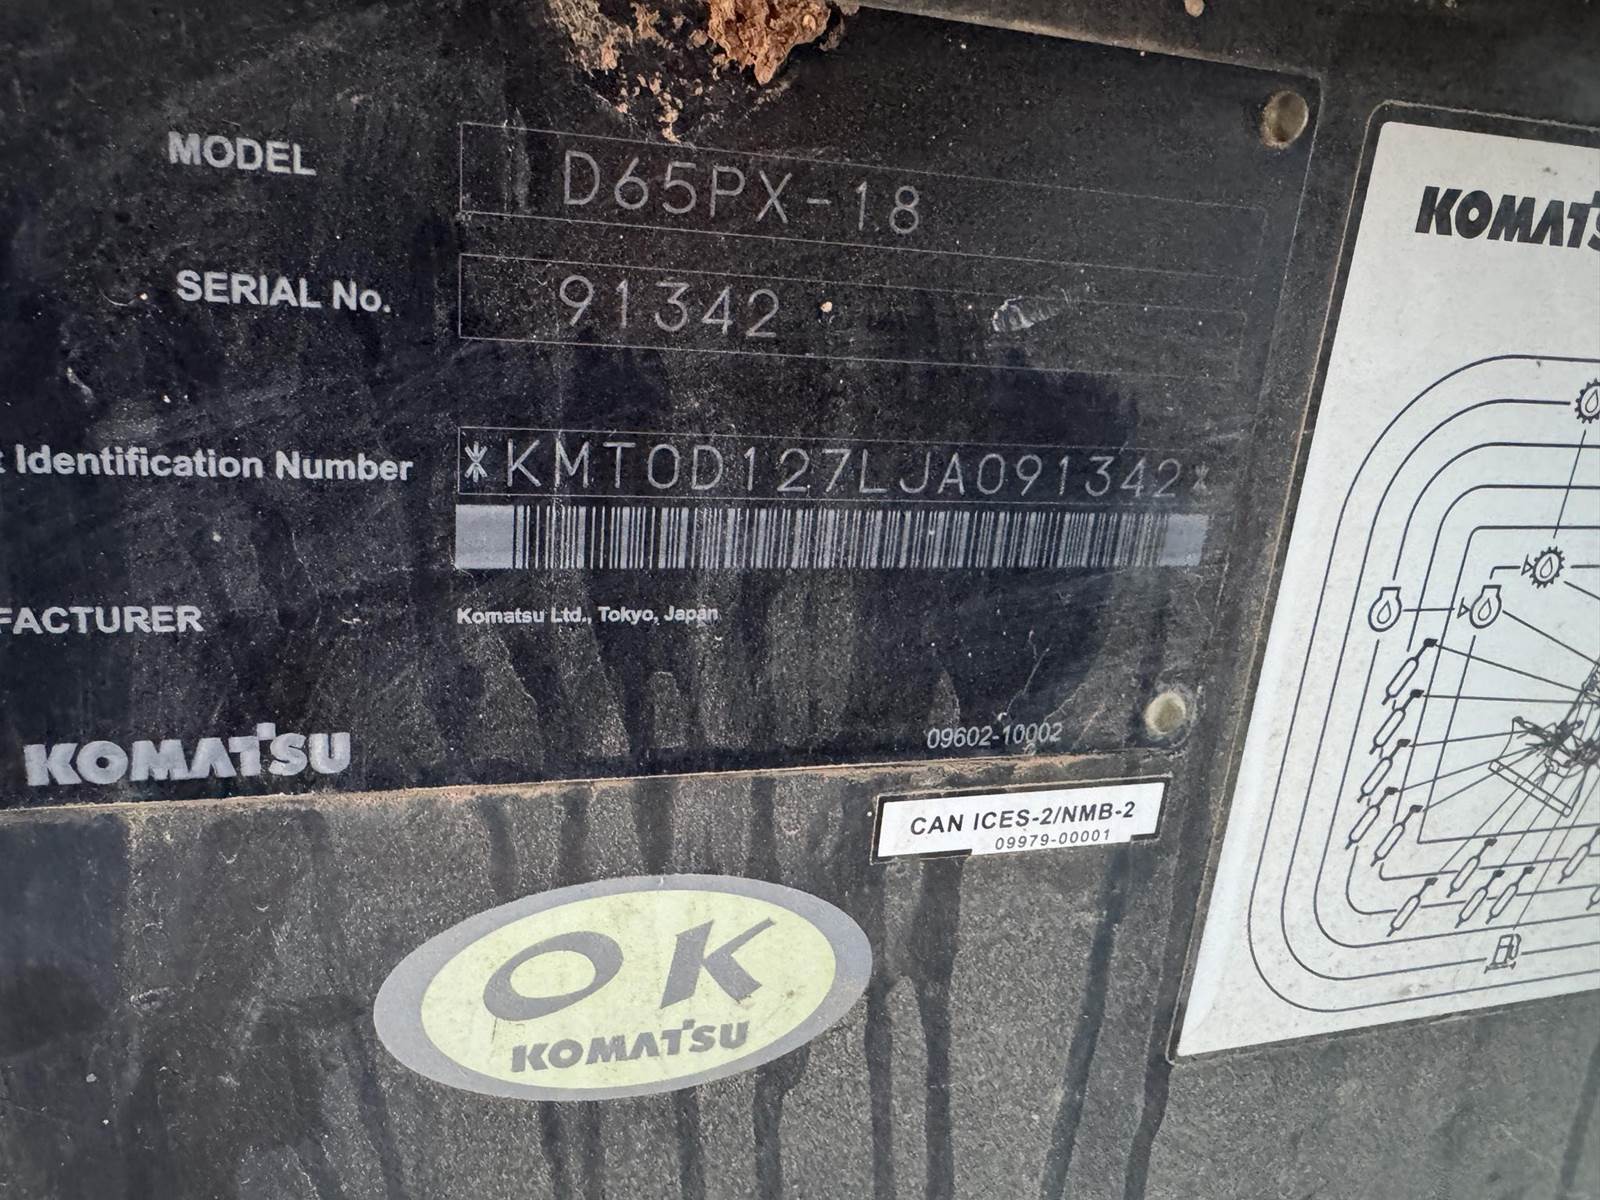 MODEL D65PX-18
SERIAL No. 91342
t Identification Number *KMT0D127LJA091342*
FACTURER Komatsu Ltd., Tokyo, Japan
KOMATSU 09602-10002
CAN ICES-2/NMB-2
09979-00001
OK
KOMATSU
KOMATS